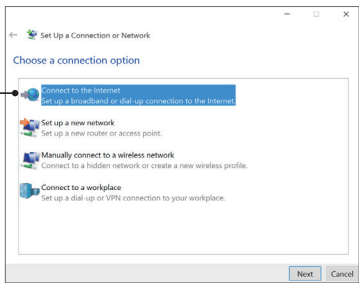 Set Up a Connection or Network
Choose a connection option
Connect to the Internet
Set up a broadband or dial-up connection to the Internet.
Set up a new network
Set up a new router or access point.
Manually connect to a wireless network
Connect to a hidden network or create a new wireless profile.
Connect to a workplace
Set up a dial-up or VPN connection to your workplace.
Next Cancel